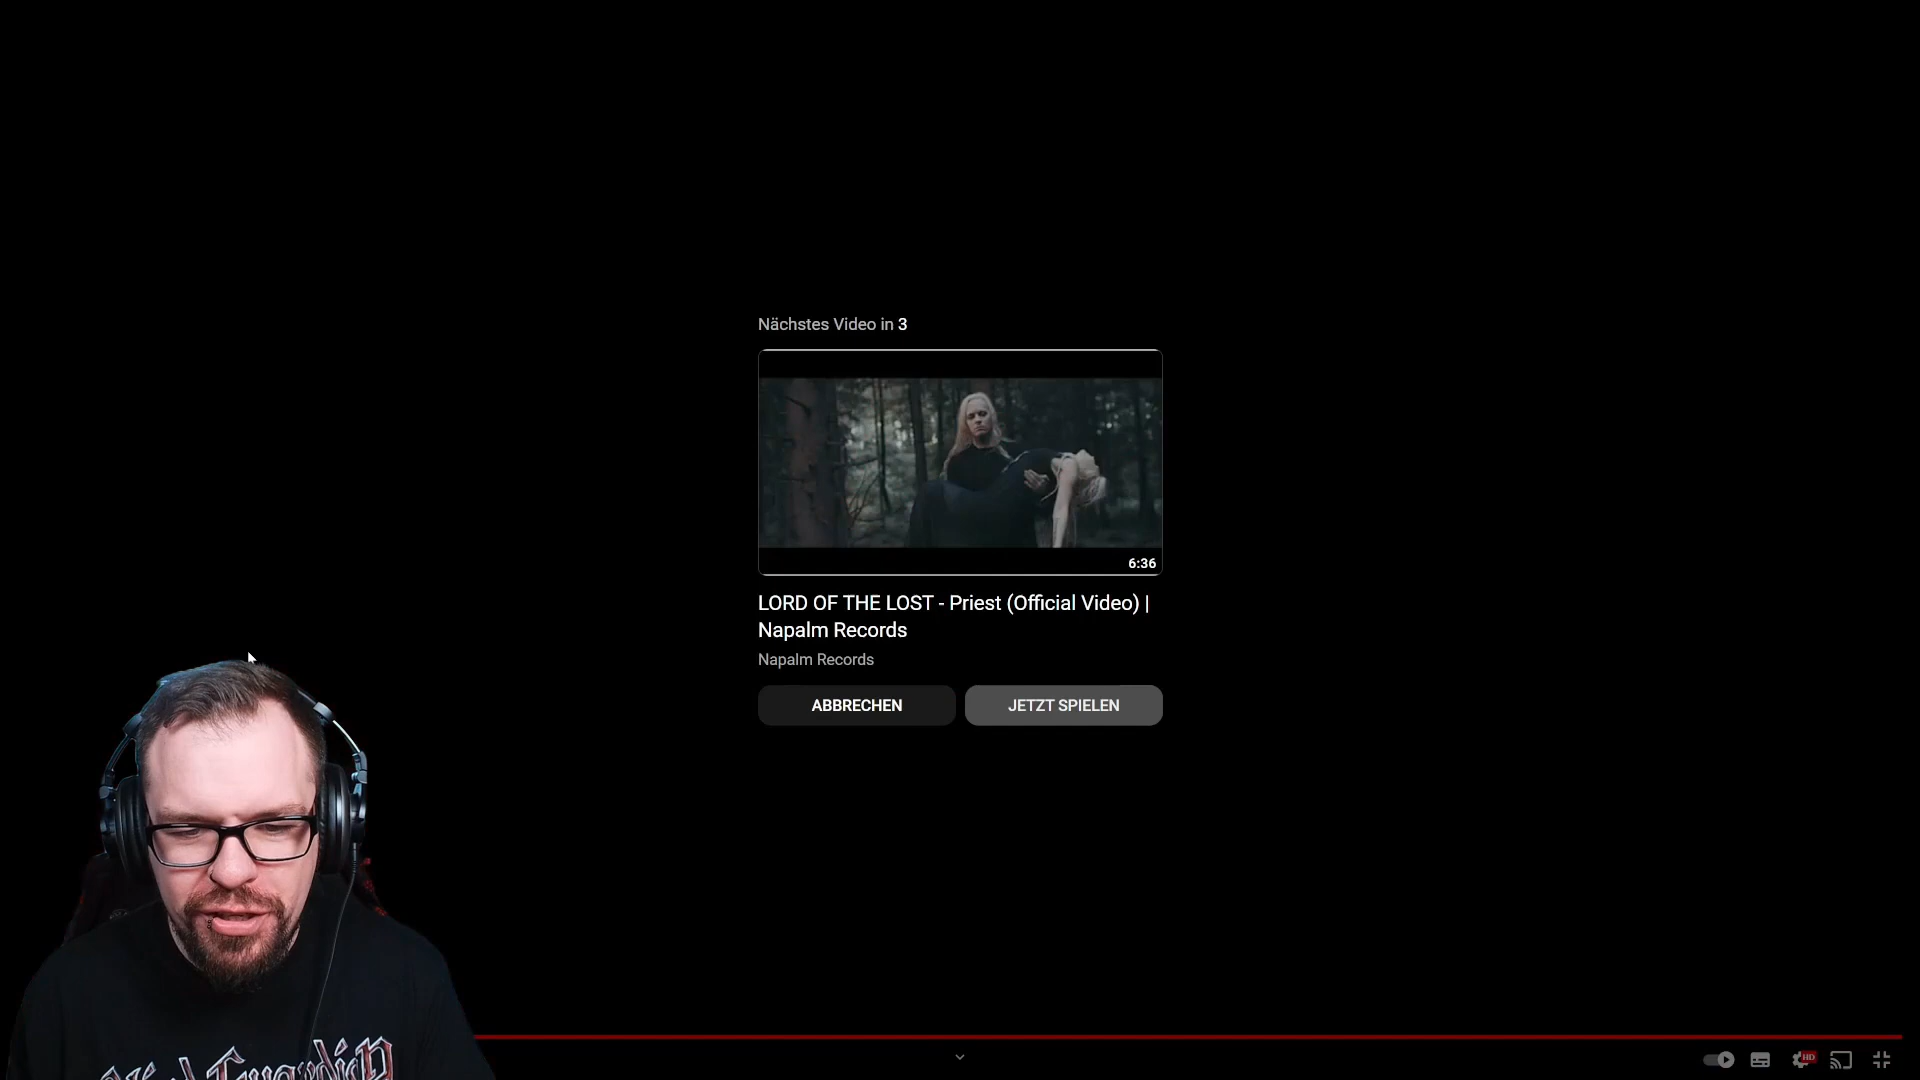 Nächstes Video in 3
6:36
LORD OF THE LOST - Priest (Official Video) |
Napalm Records
Napalm Records
ABBRECHEN
JETZT SPIELEN
HD